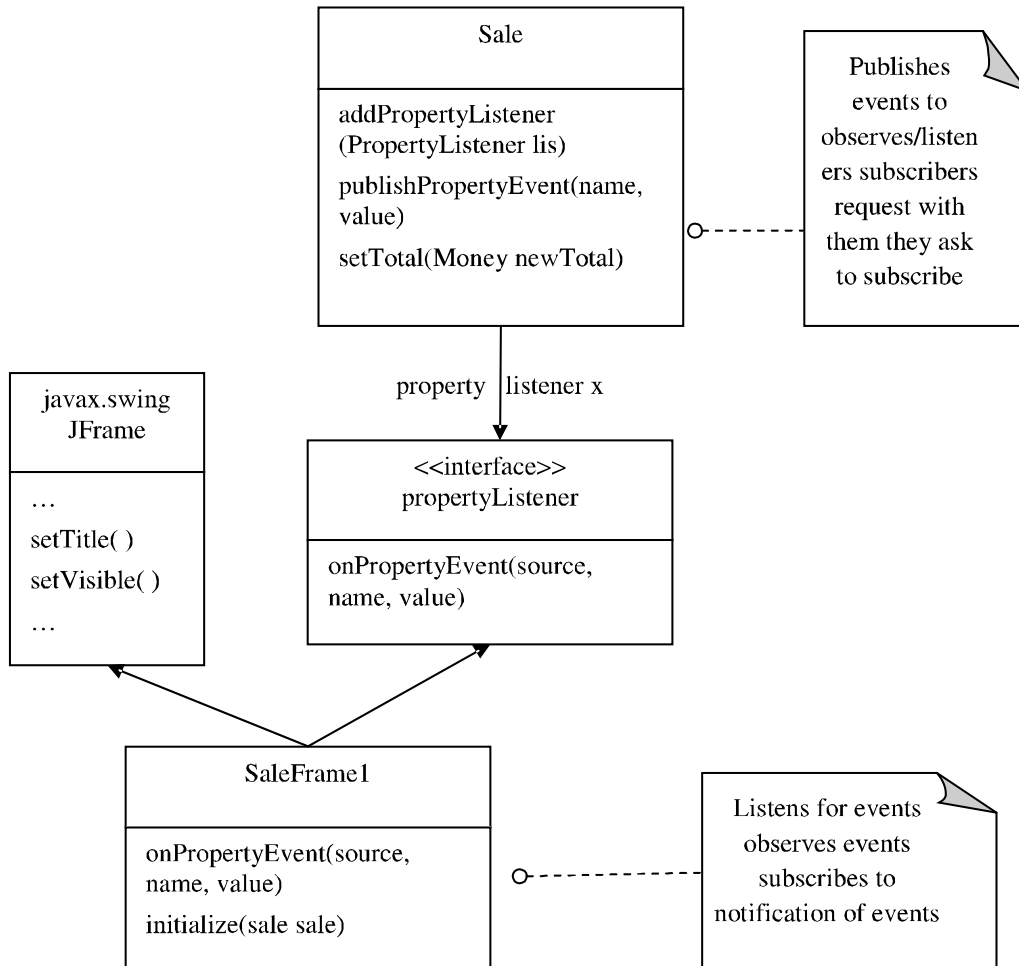 Sale
addPropertyListener
(PropertyListener lis)
publishPropertyEvent(name,
value)
setTotal(Money newTotal)
Publishes
events to
observes/listen
ers subscribers
request with
them they ask
to subscribe
property listener x
javax.swing
JFrame
…
setTitle( )
setVisible( )
…
<<interface>>
propertyListener
onPropertyEvent(source,
name, value)
SaleFrame1
onPropertyEvent(source,
name, value)
initialize(sale sale)
Listens for events
observes events
subscribes to
notification of events